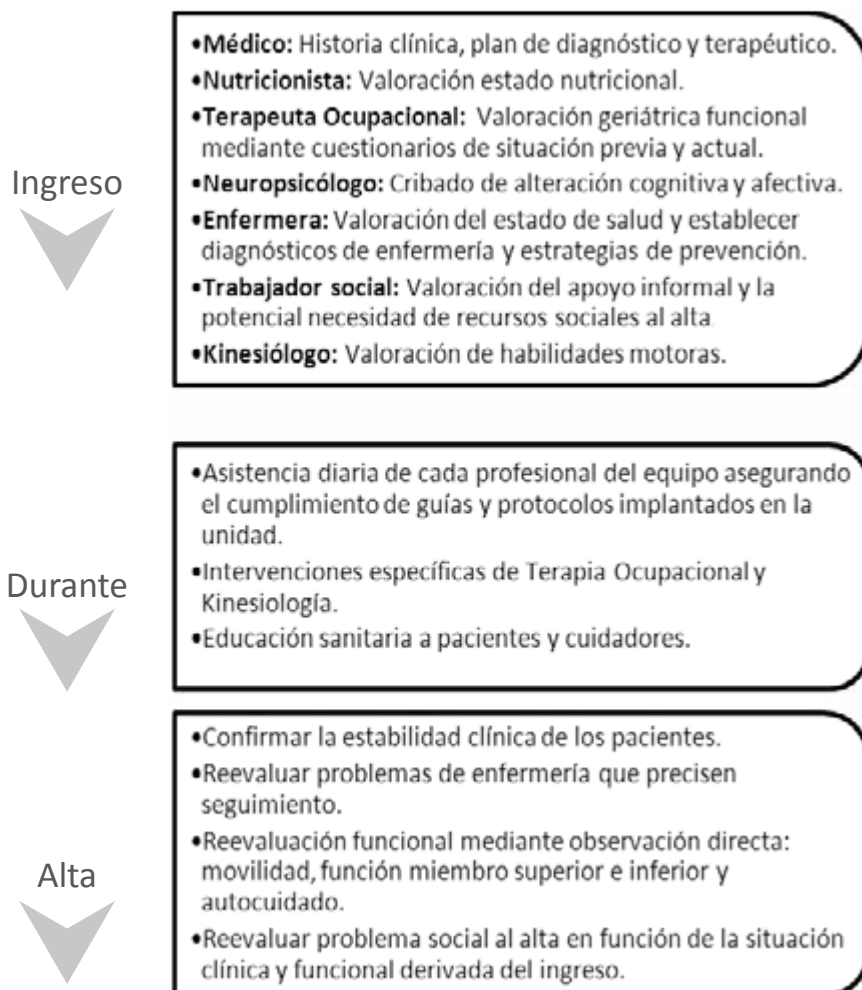 •Médico: Historia clínica, plan de diagnóstico y terapéutico.
•Nutricionista: Valoración estado nutricional.
•Terapeuta Ocupacional: Valoración geriátrica funcional
mediante cuestionarios de situación previa y actual.
Ingreso
•Neuropsicólogo: Cribado de alteración cognitiva y afectiva.
•Enfermera: Valoración del estado de salud y establecer
diagnósticos de enfermería y estrategias de prevención.
•Trabajador social: Valoración del apoyo informal y la
potencial necesidad de recursos sociales al alta
•Kinesiólogo: Valoración de habilidades motoras.
•Asistencia diaria de cada profesional del equipo asegurando
el cumplimiento de guías y protocolos implantados en la
unidad.
Durante
•Intervenciones específicas de Terapia Ocupacional y
Kinesiología.
•Educación sanitaria a pacientes y cuidadores.
•Confirmar la estabilidad clínica de los pacientes.
•Reevaluar problemas de enfermería que precisen
seguimiento.
•Reevaluación funcional mediante observación directa:
movilidad, función miembro superior e inferior y
Alta
autocuidado.
•Reevaluar problema social al alta en función de la situación
clínica y funcional derivada del ingreso.